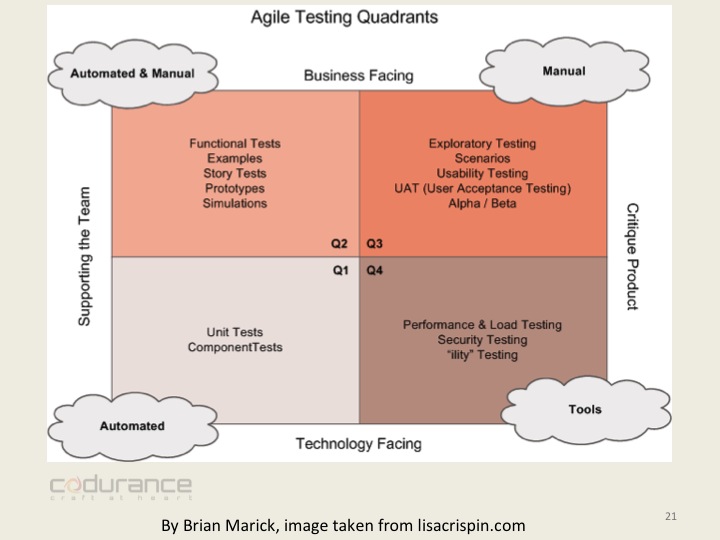 Agile Testing Quadrants
Automated & Manual
Business Facing
Manual
Functional Tests
Examples
Story Tests
Prototypes
Simulations
Exploratory Testing
Scenarios
Usability Testing
UAT (User Acceptance Testing)
Alpha / Beta
Supporting the Team
Critique Product
Q2
Q3
Q1
Q4
Unit Tests
ComponentTests
Performance & Load Testing
Security Testing
"ility" Testing
Automated
Tools
Technology Facing
codurance
craft at heart
21
By Brian Marick, image taken from lisacrispin.com